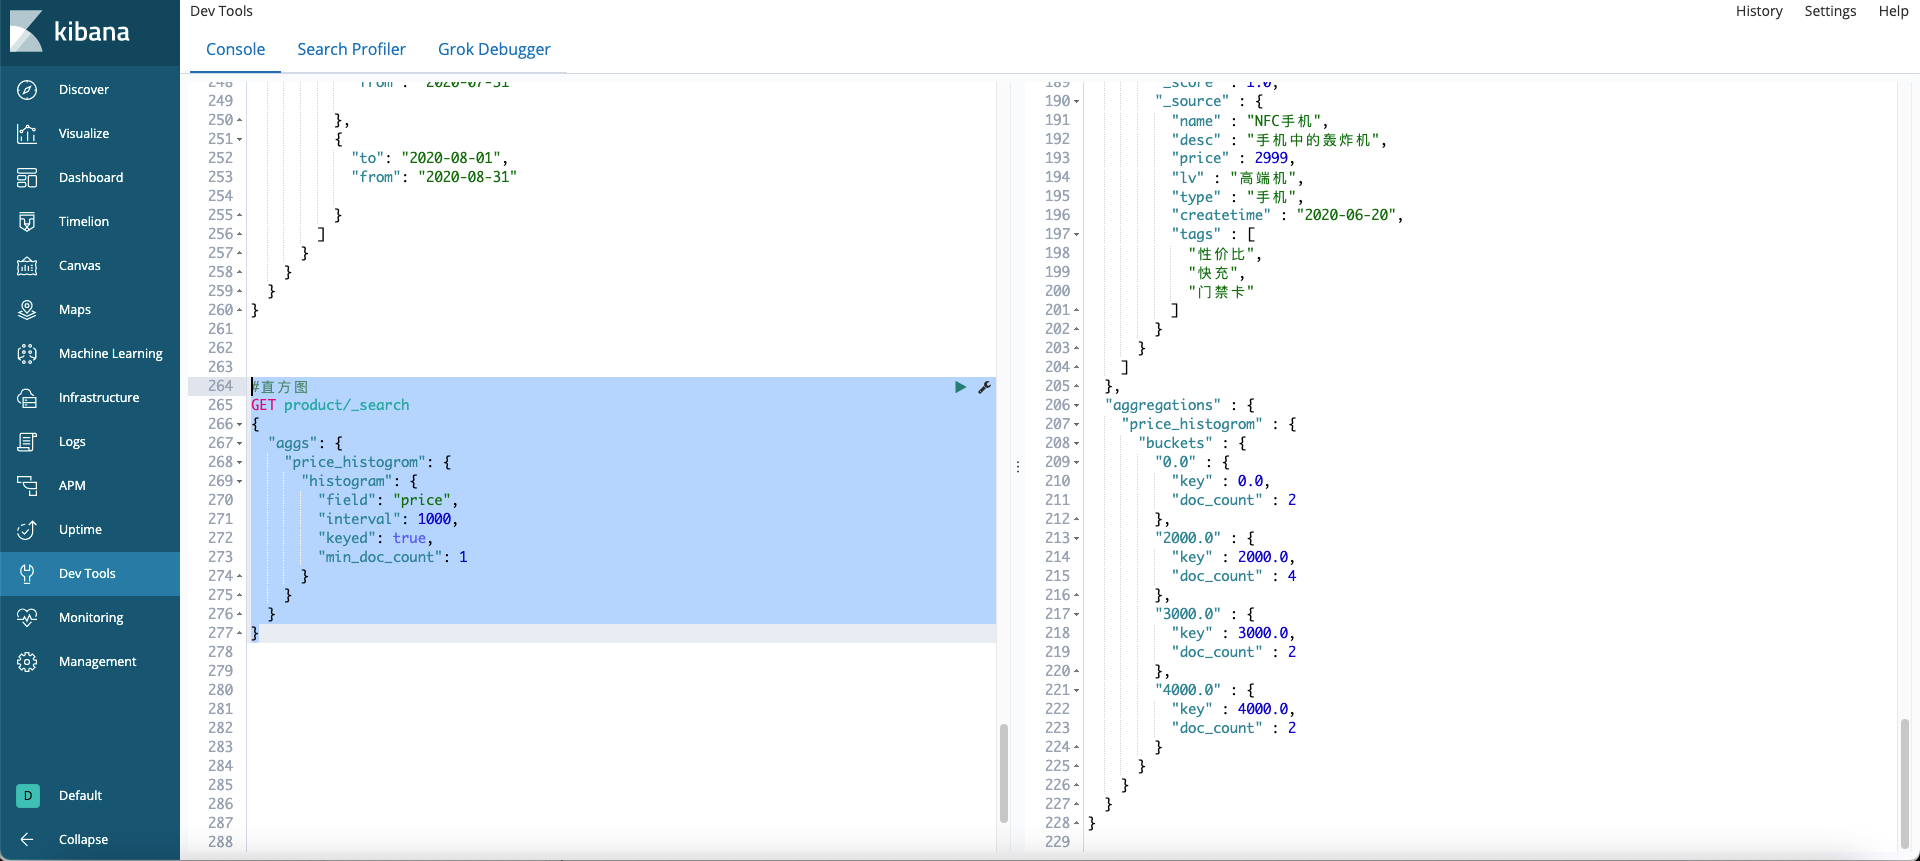 kibana
Discover
Visualize
Dashboard
Timelion
Canvas
Maps
Machine Learning
Infrastructure
Logs
APM
Uptime
Dev Tools
Monitoring
Management
D Default
Collapse
Dev Tools
History Settings Help
Console Search Profiler Grok Debugger
248 "from": "2020-07-31"
249
250 },
251 {
252 "to": "2020-08-01",
253 "from": "2020-08-31"
254
255 }
256 ]
257 }
258 }
259 }
260 }
261
262
263
264 #直方图
265 GET product/_search
266 {
267 "aggs": {
268 "price_histogrom": {
269 "histogram": {
270 "field": "price",
271 "interval": 1000,
272 "keyed": true,
273 "min_doc_count": 1
274 }
275 }
276 }
277 }
278
279
280
281
282
283
284
285
286
287
288
189 "_score" : 1.0,
190 "_source" : {
191 "name" : "NFC手机",
192 "desc" : "手机中的轰炸机",
193 "price" : 2999,
194 "lv" : "高端机",
195 "type" : "手机",
196 "createtime" : "2020-06-20",
197 "tags" : [
198 "性价比",
199 "快充",
200 "门禁卡"
201 ]
202 }
203 }
204 ]
205 },
206 "aggregations" : {
207 "price_histogrom" : {
208 "buckets" : {
209 "0.0" : {
210 "key" : 0.0,
211 "doc_count" : 2
212 },
213 "2000.0" : {
214 "key" : 2000.0,
215 "doc_count" : 4
216 },
217 "3000.0" : {
218 "key" : 3000.0,
219 "doc_count" : 2
220 },
221 "4000.0" : {
222 "key" : 4000.0,
223 "doc_count" : 2
224 }
225 }
226 }
227 }
228 }
229